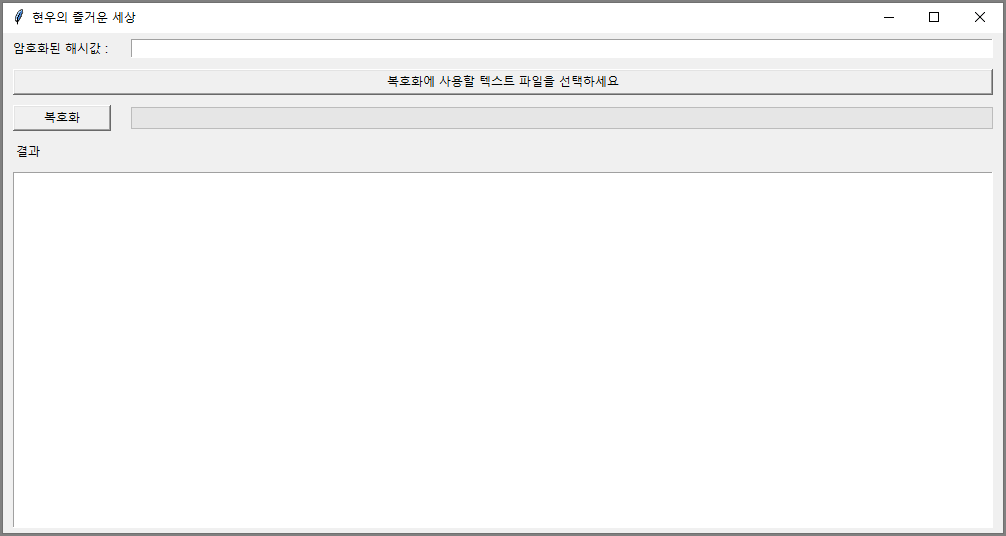 현우의 즐거운 세상
암호화된 해시값 :
복호화에 사용할 텍스트 파일을 선택하세요
복호화
결과